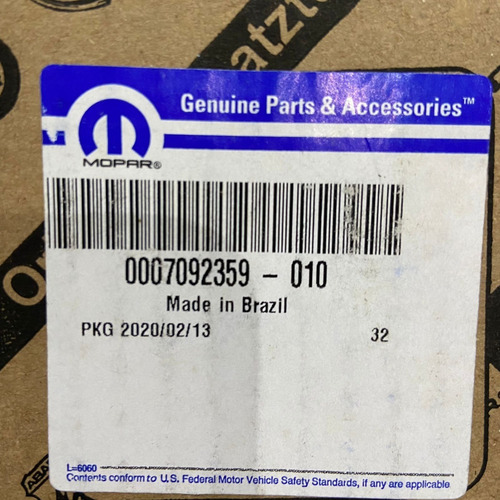 Genuine Parts & Accessories™
MOPAR®
0007092359 - 010
Made in Brazil
PKG 2020/02/13 32
L=6060
Contents conform to U.S. Federal Motor Vehicle Safety Standards, if any are applicable